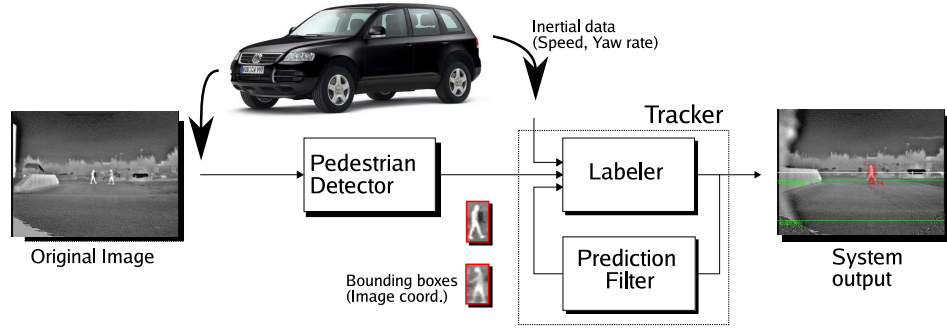 Inertial data
(Speed, Yaw rate)
Tracker
Pedestrian
Detector
Labeler
Original Image
Prediction
Filter
Bounding boxes
(Image coord.)
System
output